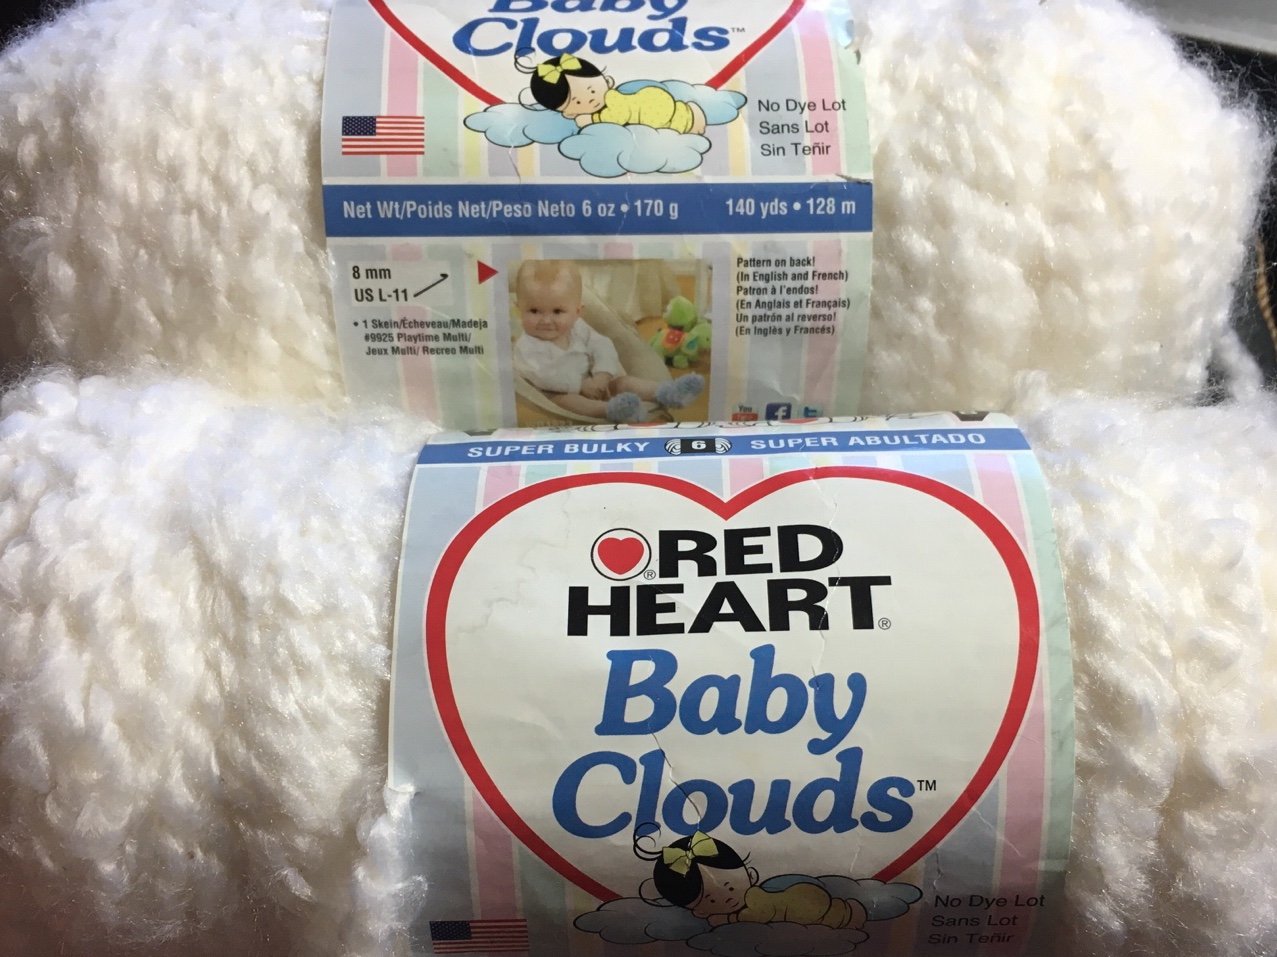 Baby
Clouds™
No Dye Lot
Sans Lot
Sin Teñir
Net Wt/Poids Net/Peso Neto 6 oz • 170 g 140 yds • 128 m
8 mm
US L-11
• 1 Skein/Écheveau/Madeja
#9925 Playtime Multi/
Jeux Multi/ Recreo Multi
Pattern on back!
(In English and French)
Patron à l'endos!
(En Anglais et Français)
Un patrón al reverso!
(En Inglès y Francés)
You
f
t
SUPER BULKY 6 SUPER ABULTADO
RED
HEART®
Baby
Clouds™
No Dye Lot
Sans Lot
Sin Teñir